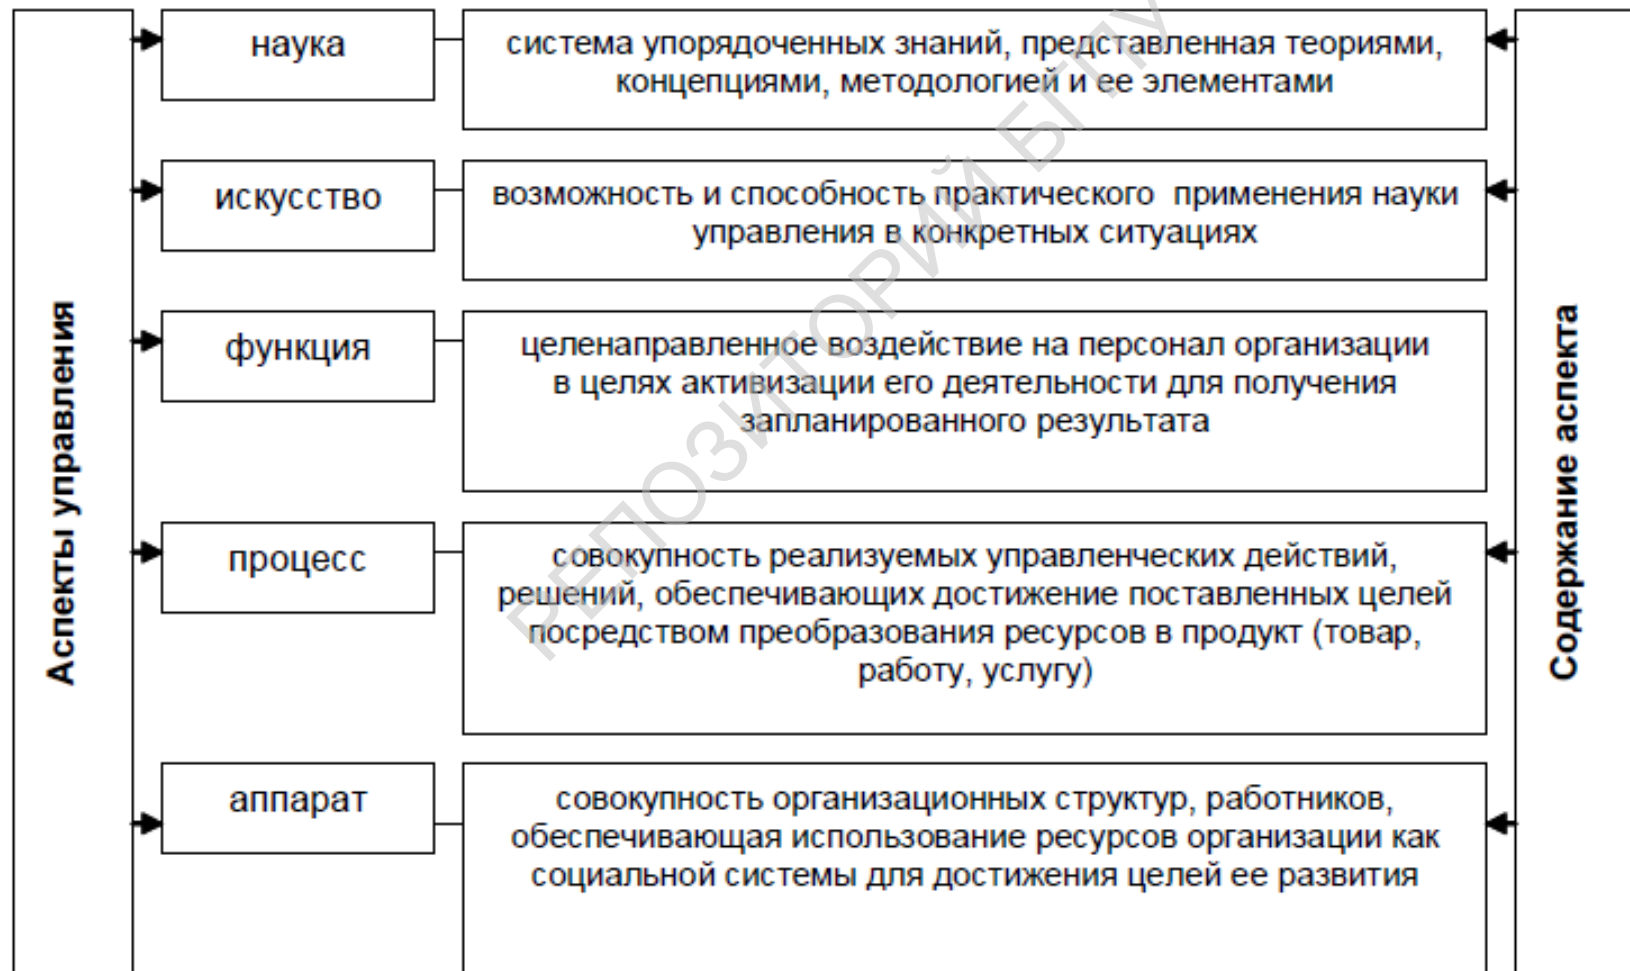 Аспекты управления
наука
система упорядоченных знаний, представленная теориями,
концепциями, методологией и ее элементами
искусство
возможность и способность практического применения науки
управления в конкретных ситуациях
функция
целенаправленное воздействие на персонал организации
в целях активизации его деятельности для получения
запланированного результата
процесс
совокупность реализуемых управленческих действий,
решений, обеспечивающих достижение поставленных целей
посредством преобразования ресурсов в продукт (товар,
работу, услугу)
аппарат
совокупность организационных структур, работников,
обеспечивающая использование ресурсов организации как
социальной системы для достижения целей ее развития
Содержание аспекта
РЕПОЗИТОРИЙ БГПУ